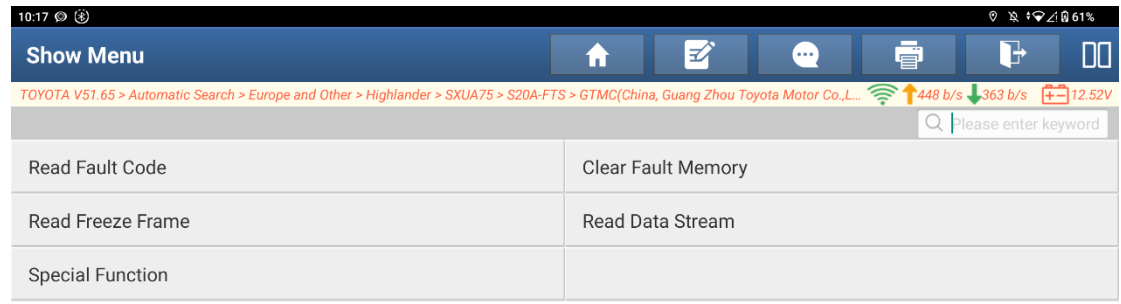 10:17 61%
Show Menu
TOYOTA V51.65 > Automatic Search > Europe and Other > Highlander > SXUA75 > S20A-FTS > GTMC(China, Guang Zhou Toyota Motor Co.,L... 448 b/s 363 b/s 12.52V
Please enter keyword
Read Fault Code Clear Fault Memory
Read Freeze Frame Read Data Stream
Special Function